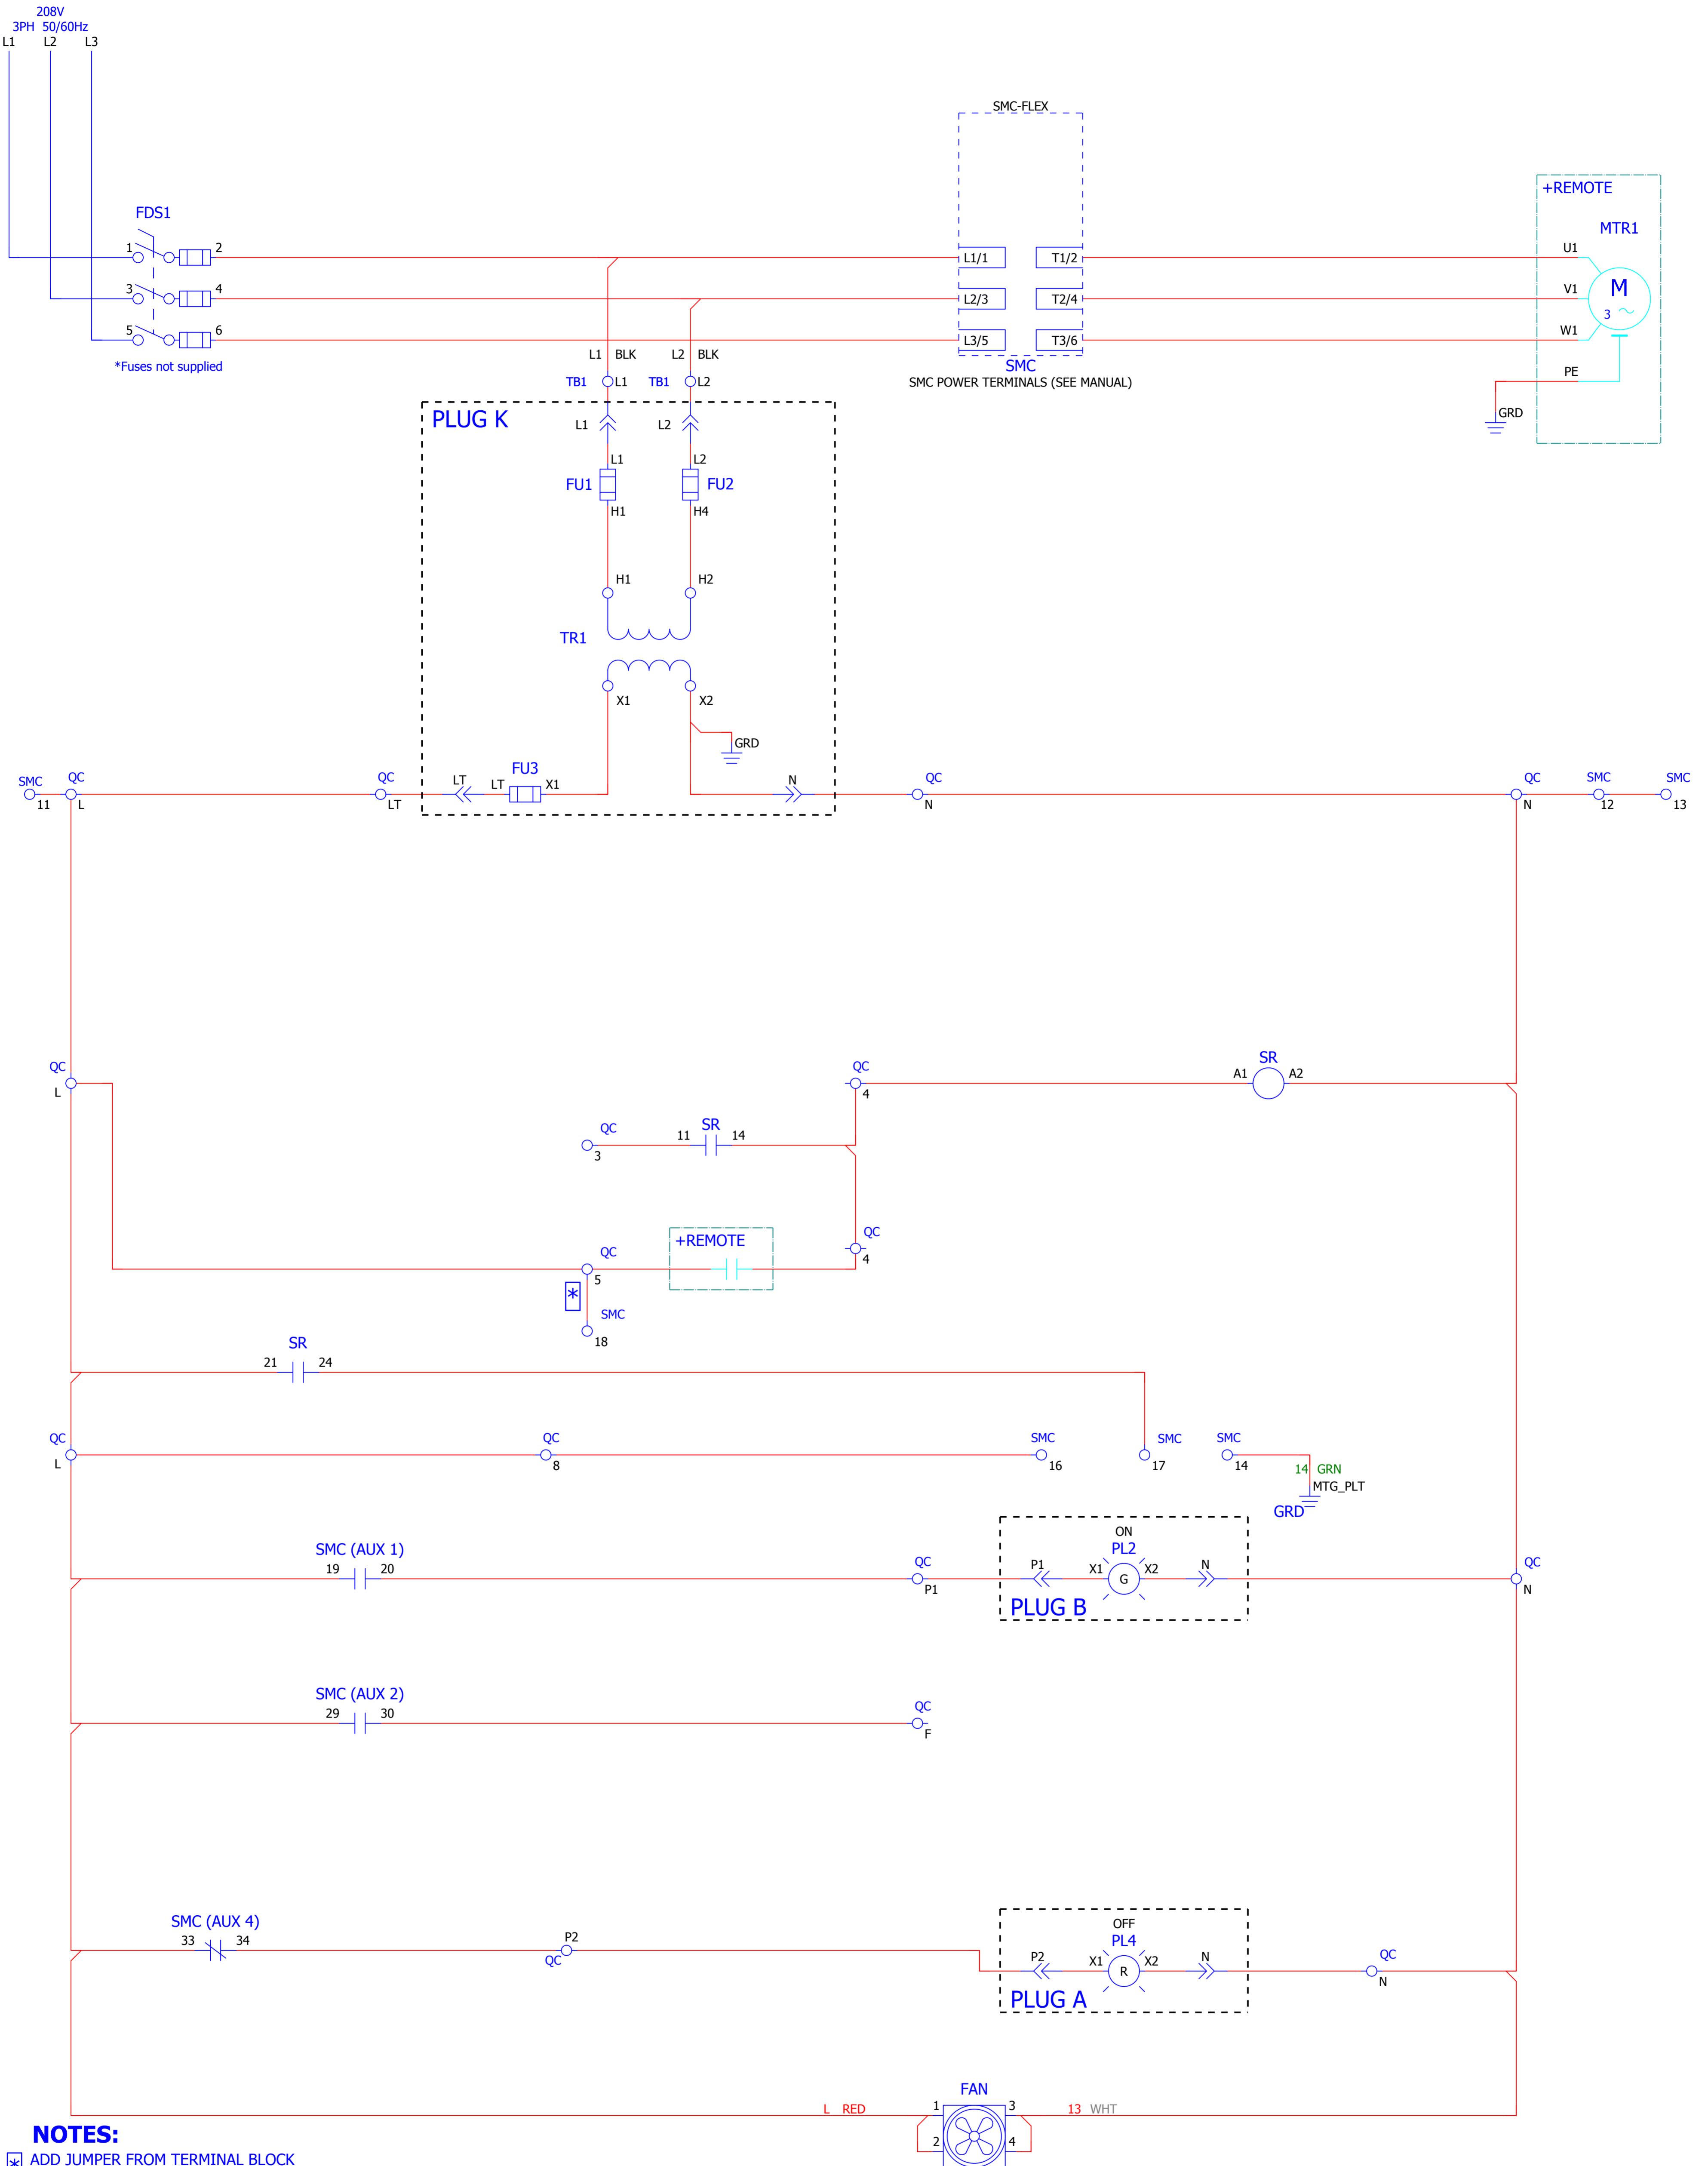 208V
3PH 50/60Hz
L1 L2 L3
SMC-FLEX
+REMOTE
FDS1
MTR1
1 2
L1/1 T1/2
U1
3 4
L2/3 T2/4
V1
M
3
5 6
L3/5 T3/6
W1
*Fuses not supplied
L1 BLK L2 BLK
SMC
SMC POWER TERMINALS (SEE MANUAL)
PE
TB1 L1 TB1 L2
GRD
PLUG K
L1 L2
L1 L2
FU1 FU2
H1 H4
H1 H2
TR1
X1 X2
GRD
FU3
SMC QC QC LT LT X1 N QC QC SMC SMC
11 L LT N N 12 13
QC QC SR
L 4 A1 A2
QC 11 SR 14
3
+REMOTE QC
4
QC
5
*
SMC
18
SR
21 24
QC QC SMC SMC SMC
L 8 16 17 14
14 GRN
MTG_PLT
GRD
ON
SMC (AUX 1) PL2
19 20 QC P1 X1 G X2 N QC
P1 N
PLUG B
SMC (AUX 2)
29 30 QC
F
SMC (AUX 4) OFF
33 34 P2 PL4
QC P2 X1 R X2 N QC
N
PLUG A
FAN
L RED 1 3 13 WHT
2 4
NOTES:
* ADD JUMPER FROM TERMINAL BLOCK